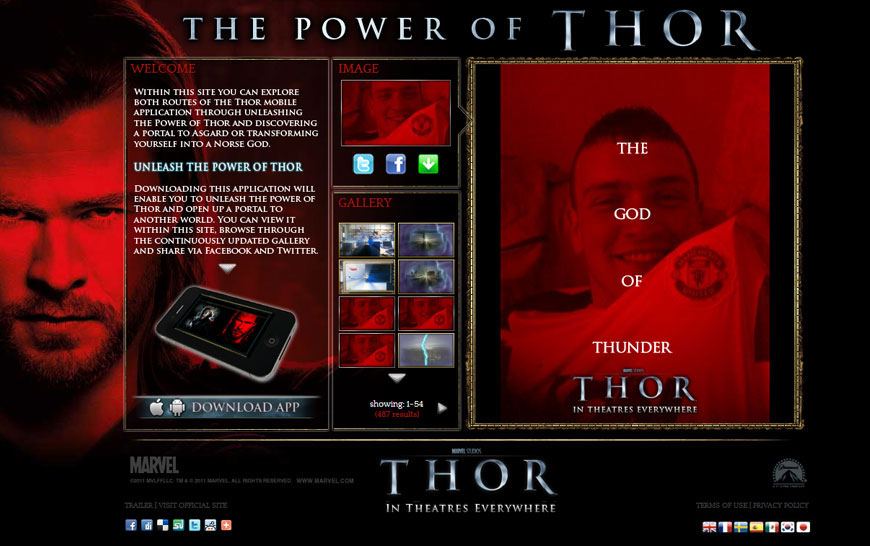 THE POWER OF THOR
WELCOME
WITHIN THIS SITE YOU CAN EXPLORE
BOTH ROUTES OF THE THOR MOBILE
APPLICATION THROUGH UNLEASHING
THE POWER OF THOR AND DISCOVERING
A PORTAL TO ASGARD OR TRANSFORMING
YOURSELF INTO A NORSE GOD.
UNLEASH THE POWER OF THOR
DOWNLOADING THIS APPLICATION WILL
ENABLE YOU TO UNLEASH THE POWER OF
THOR AND OPEN UP A PORTAL TO
ANOTHER WORLD. YOU CAN VIEW IT
WITHIN THIS SITE, BROWSE THROUGH
THE CONTINUOUSLY UPDATED GALLERY
AND SHARE VIA FACEBOOK AND TWITTER.
DOWNLOAD APP
IMAGE
GALLERY
showing: 1-54
(487 results)
THE
GOD
OF
THUNDER
MARVEL STUDIOS
THOR
IN THEATRES EVERYWHERE
MARVEL
©2011 MVLFFLLC. TM & © 2011 MARVEL. ALL RIGHTS RESERVED. WWW.MARVEL.COM
TRAILER | VISIT OFFICIAL SITE
MARVEL STUDIOS
THOR
IN THEATRES EVERYWHERE
TERMS OF USE | PRIVACY POLICY